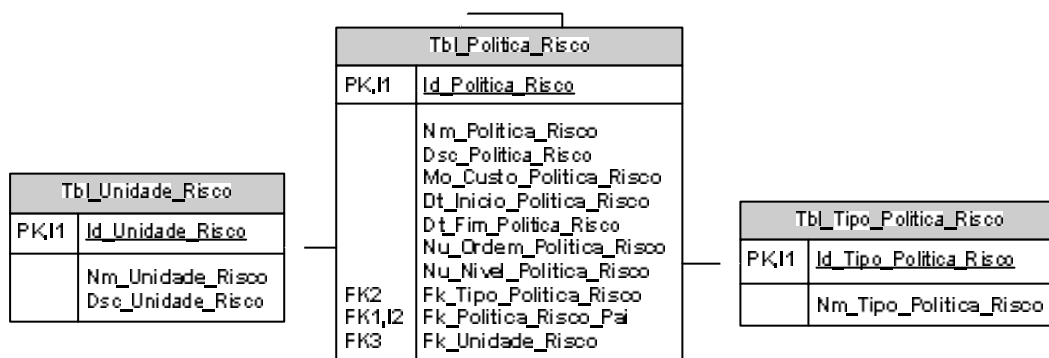 Tbl_Politica_Risco
PK,I1 Id_Politica_Risco
Nm_Politica_Risco
Dsc_Politica_Risco
Mo_Custo_Politica_Risco
Dt_Inicio_Politica_Risco
Dt_Fim_Politica_Risco
Nu_Ordem_Politica_Risco
Nu_Nivel_Politica_Risco
FK2 Fk_Tipo_Politica_Risco
FK1,I2 Fk_Politica_Risco_Pai
FK3 Fk_Unidade_Risco
Tbl_Unidade_Risco
PK,I1 Id_Unidade_Risco
Nm_Unidade_Risco
Dsc_Unidade_Risco
Tbl_Tipo_Politica_Risco
PK,I1 Id_Tipo_Politica_Risco
Nm_Tipo_Politica_Risco